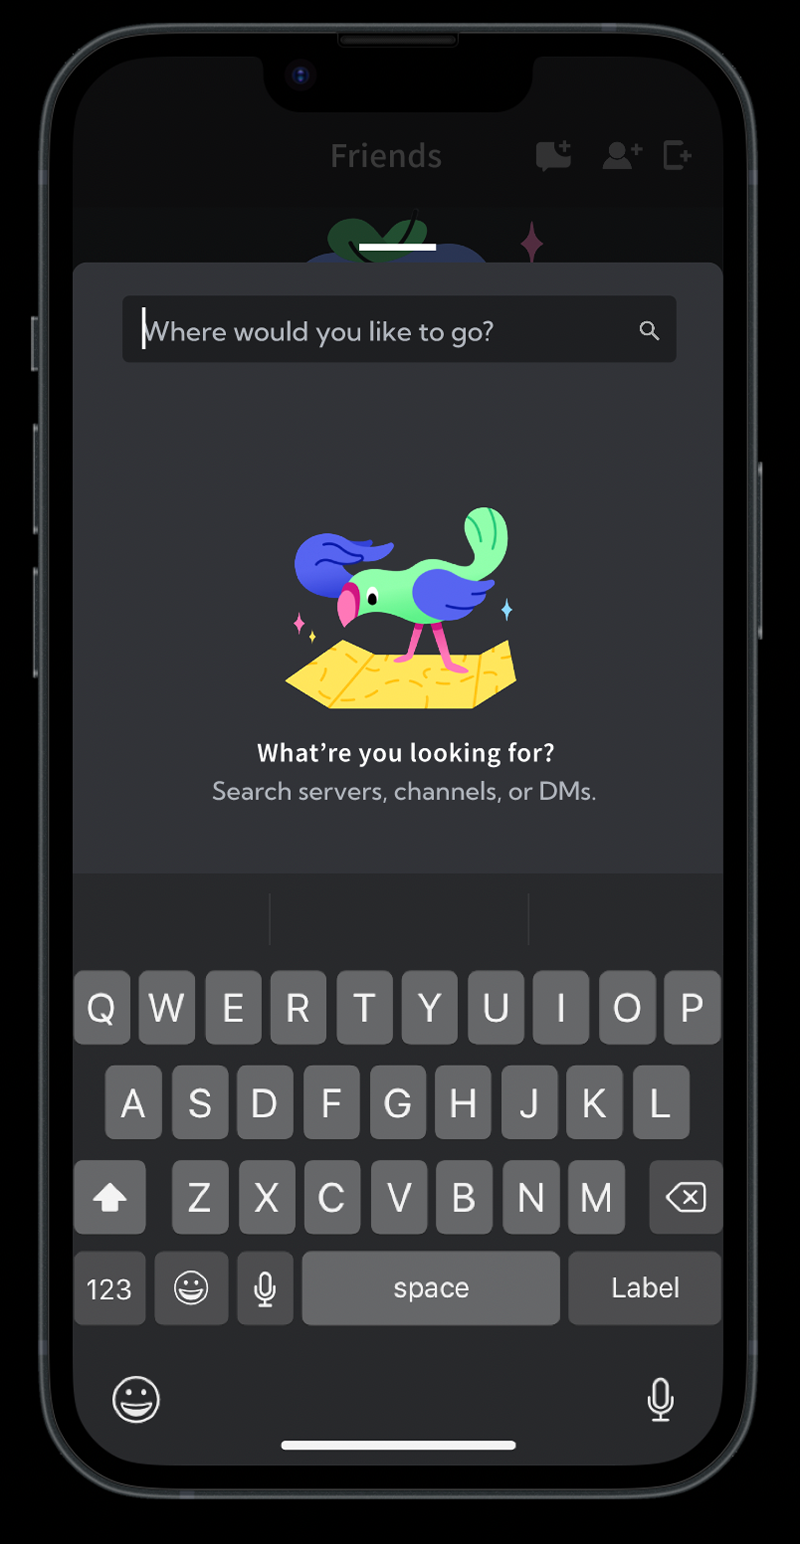 Friends
Where would you like to go?
What’re you looking for?
Search servers, channels, or DMs.
Q W E R T Y U I O P
A S D F G H J K L
Z X C V B N M
123 space Label